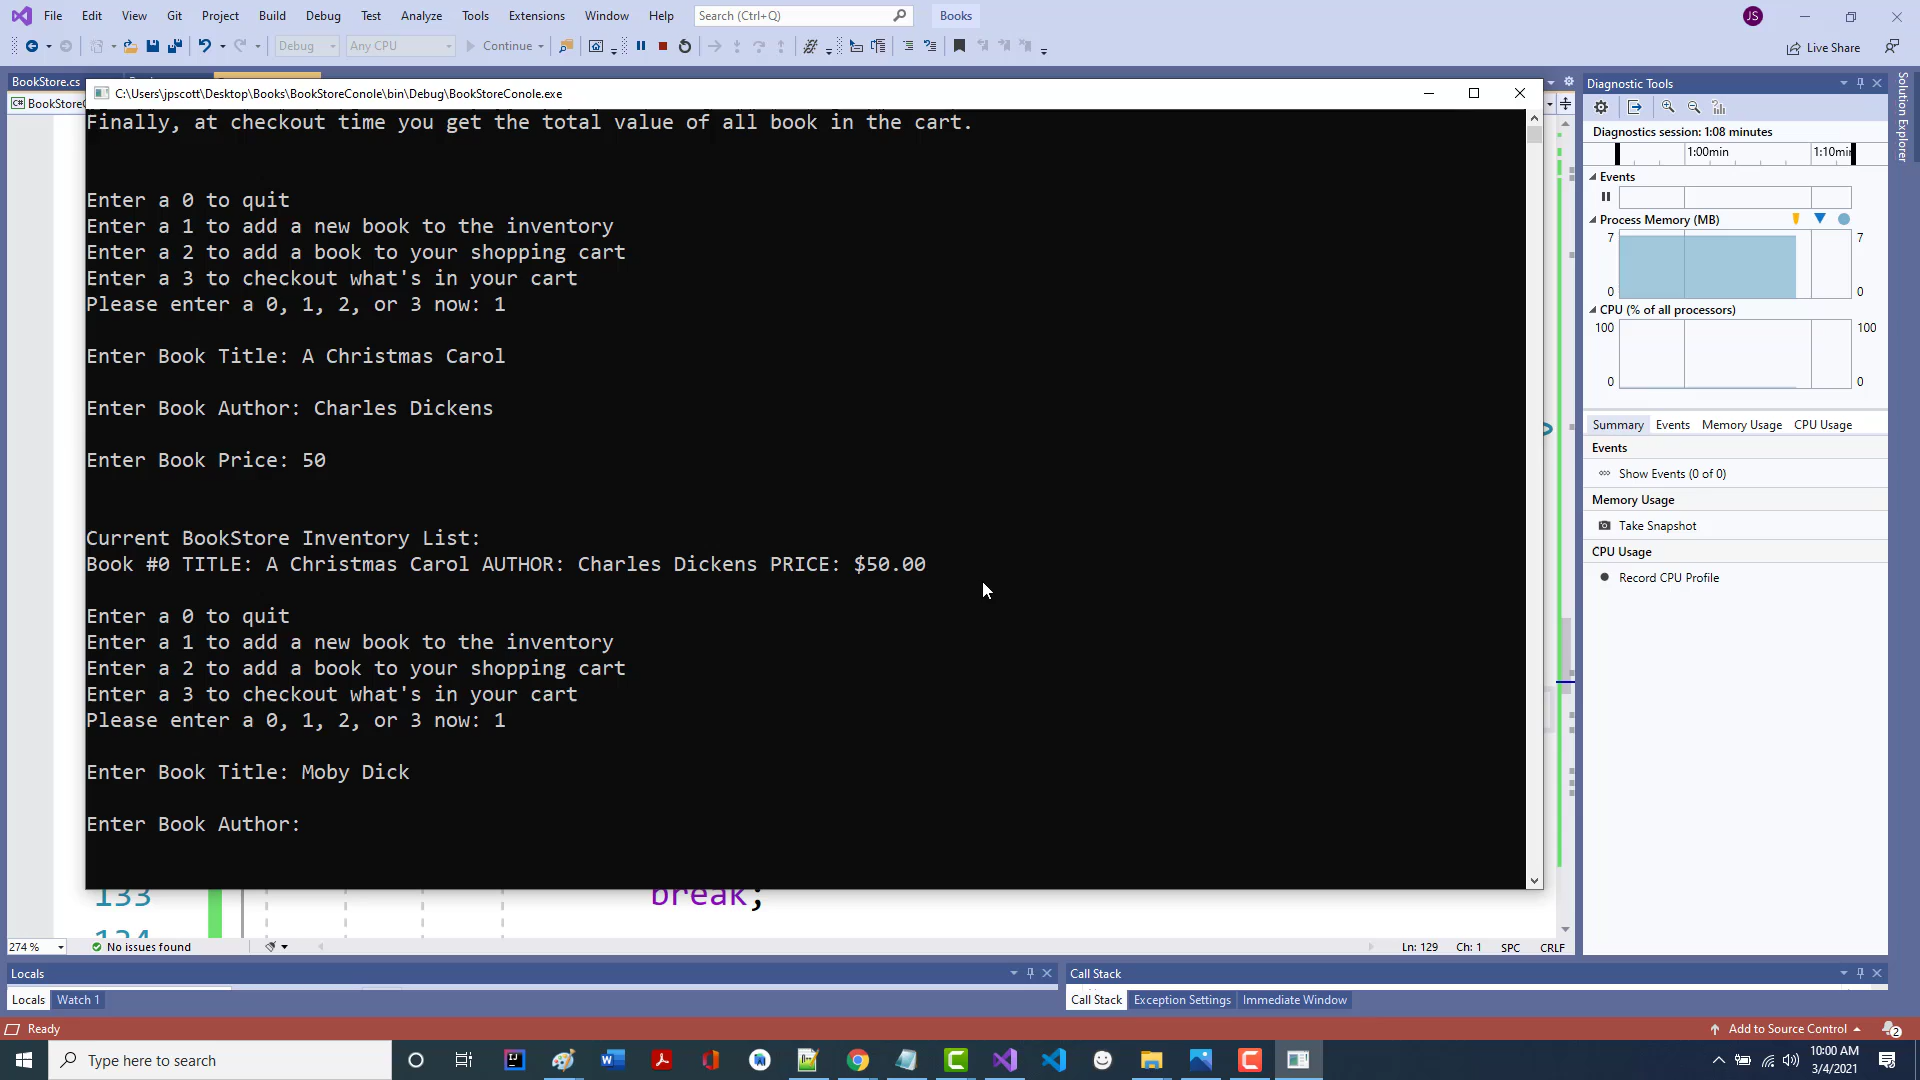 File Edit View Git Project Build Debug Test Analyze Tools Extensions Window Help Search (Ctrl+Q) Books JS
Debug Any CPU Continue Live Share
BookStore.cs
C:\Users\jpscott\Desktop\Books\BookStoreConole\bin\Debug\BookStoreConole.exe
Finally, at checkout time you get the total value of all book in the cart.
Enter a 0 to quit
Enter a 1 to add a new book to the inventory
Enter a 2 to add a book to your shopping cart
Enter a 3 to checkout what's in your cart
Please enter a 0, 1, 2, or 3 now: 1
Enter Book Title: A Christmas Carol
Enter Book Author: Charles Dickens
Enter Book Price: 50
Current BookStore Inventory List:
Book #0 TITLE: A Christmas Carol AUTHOR: Charles Dickens PRICE: $50.00
Enter a 0 to quit
Enter a 1 to add a new book to the inventory
Enter a 2 to add a book to your shopping cart
Enter a 3 to checkout what's in your cart
Please enter a 0, 1, 2, or 3 now: 1
Enter Book Title: Moby Dick
Enter Book Author:
133 break;
Diagnostic Tools
Diagnostics session: 1:08 minutes
1:00min 1:10min
Events
Process Memory (MB)
7 7
0 0
CPU (% of all processors)
100 100
0 0
Summary Events Memory Usage CPU Usage
Events
Show Events (0 of 0)
Memory Usage
Take Snapshot
CPU Usage
Record CPU Profile
Solution Explorer
274 % No issues found Ln: 129 Ch: 1 SPC CRLF
Locals
Locals Watch 1
Call Stack
Call Stack Exception Settings Immediate Window
Ready Add to Source Control 2
Type here to search
10:00 AM
3/4/2021